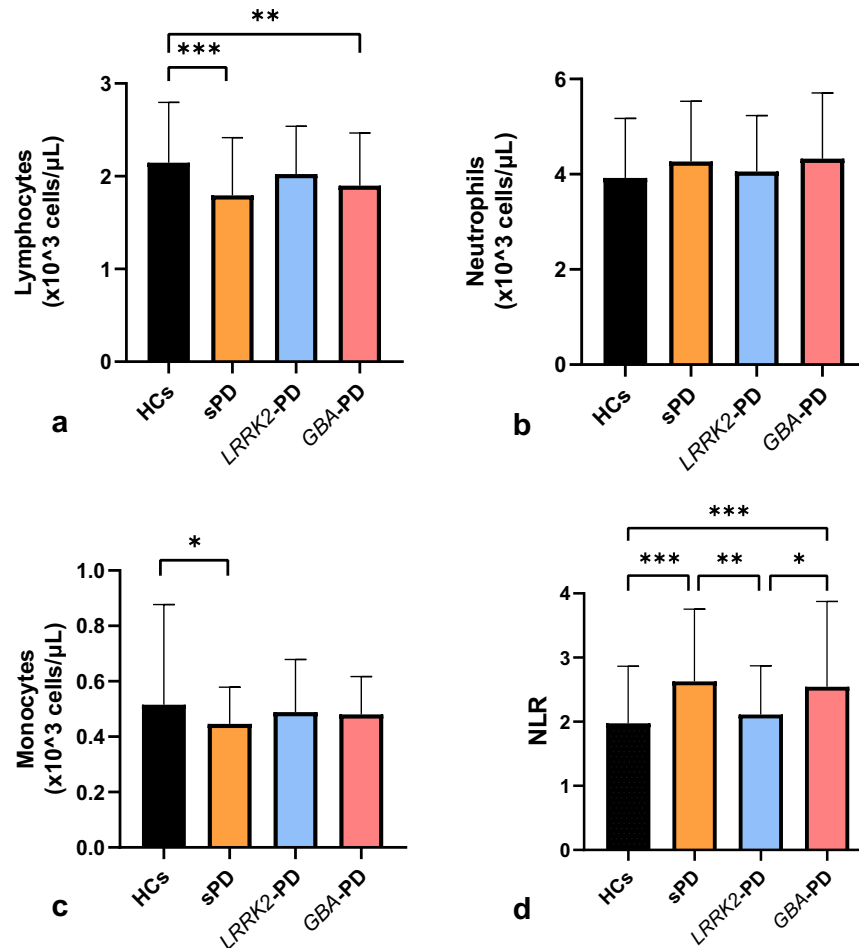 **
***
3
2
1
0
Lymphocytes
(x10^3 cells/µL)
HCs
sPD
LRRK2-PD
GBA-PD
a
6
4
2
0
Neutrophils
(x10^3 cells/µL)
HCs
sPD
LRRK2-PD
GBA-PD
b
*
1.0
0.8
0.6
0.4
0.2
0.0
Monocytes
(x10^3 cells/µL)
HCs
sPD
LRRK2-PD
GBA-PD
c
***
*** ** *
4
3
2
1
0
NLR
HCs
sPD
LRRK2-PD
GBA-PD
d